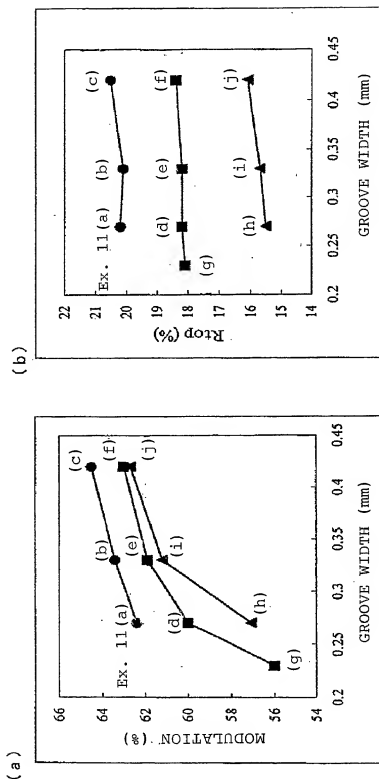 (a)
MODULATION (%)
66
64
62
60
58
56
54
0.2
0.25
0.3
0.35
0.4
0.45
GROOVE WIDTH (mm)
Ex. 11(a)
(b)
(c)
(d)
(e)
(f)
(g)
(h)
(i)
(j)
(b)
Rtop(%)
22
21
20
19
18
17
16
15
14
0.2
0.25
0.3
0.35
0.4
0.45
GROOVE WIDTH (mm)
Ex. 11(a)
(b)
(c)
(d)
(e)
(f)
(g)
(h)
(i)
(j)